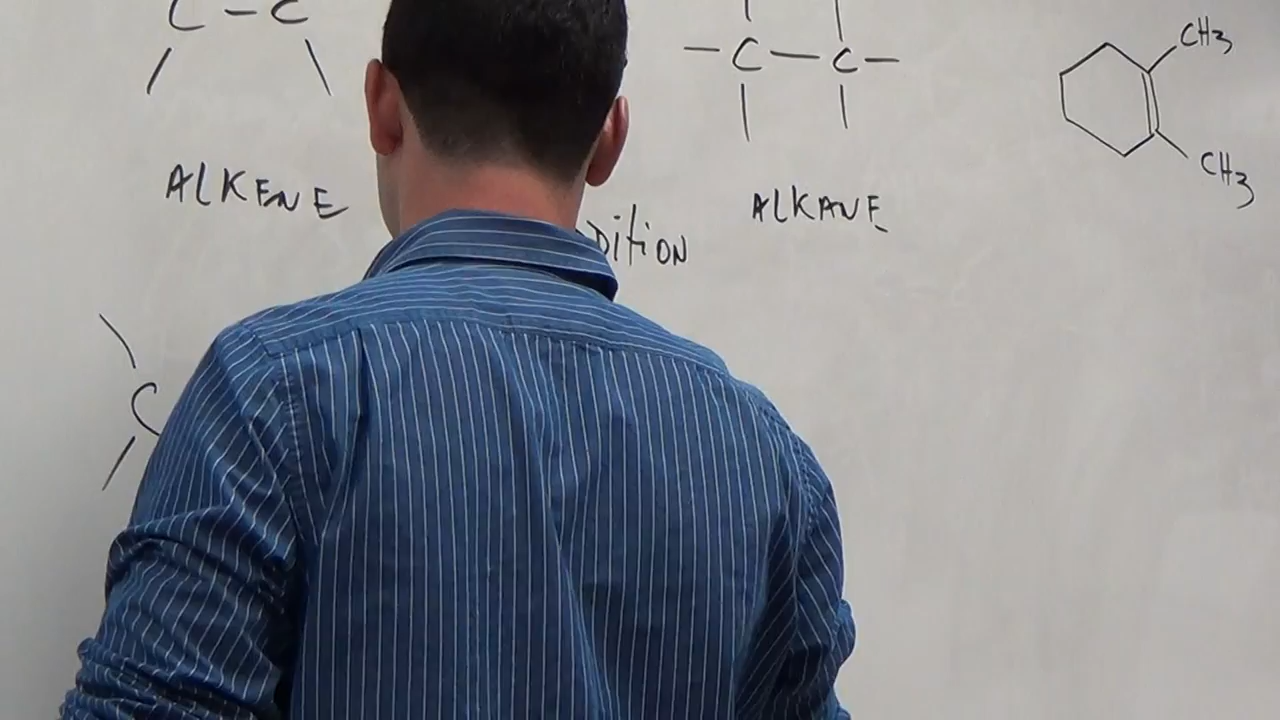 C - C
- C - C -
CH3
CH3
ALKENE
ALKANE
DitiON
C